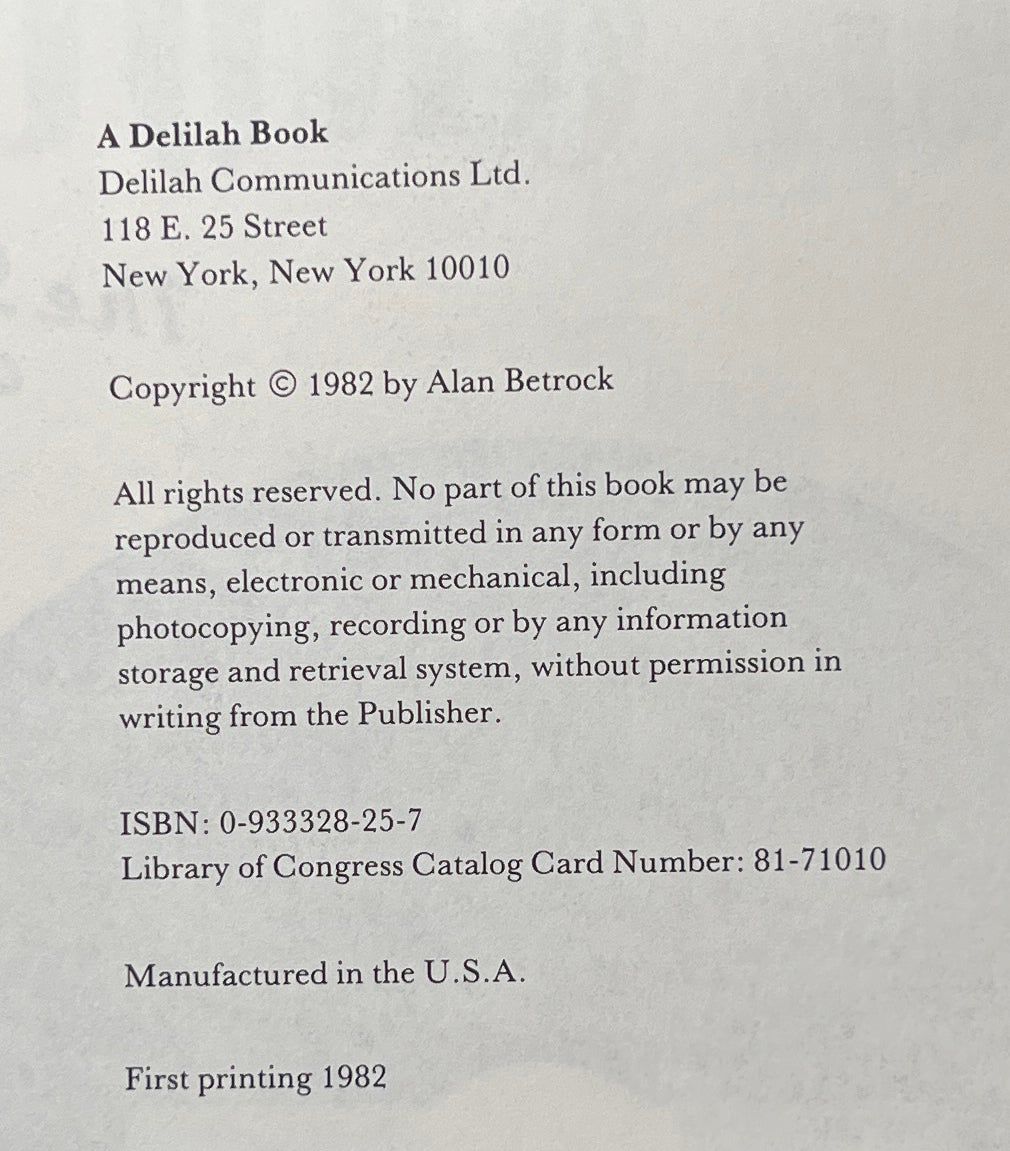 A Delilah Book
Delilah Communications Ltd.
118 E. 25 Street
New York, New York 10010
Copyright © 1982 by Alan Betrock
All rights reserved. No part of this book may be
reproduced or transmitted in any form or by any
means, electronic or mechanical, including
photocopying, recording or by any information
storage and retrieval system, without permission in
writing from the Publisher.
ISBN: 0-933328-25-7
Library of Congress Catalog Card Number: 81-71010
Manufactured in the U.S.A.
First printing 1982